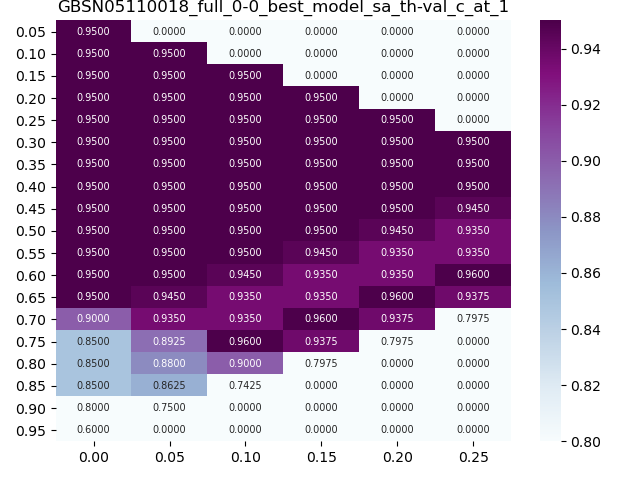 GBSN05110018_full_0-0_best_model_sa_th-val_c_at_1
0.05 0.9500 0.0000 0.0000 0.0000 0.0000 0.0000
0.10 0.9500 0.9500 0.0000 0.0000 0.0000 0.0000
0.15 0.9500 0.9500 0.9500 0.0000 0.0000 0.0000
0.20 0.9500 0.9500 0.9500 0.9500 0.0000 0.0000
0.25 0.9500 0.9500 0.9500 0.9500 0.9500 0.0000
0.30 0.9500 0.9500 0.9500 0.9500 0.9500 0.9500
0.35 0.9500 0.9500 0.9500 0.9500 0.9500 0.9500
0.40 0.9500 0.9500 0.9500 0.9500 0.9500 0.9500
0.45 0.9500 0.9500 0.9500 0.9500 0.9500 0.9450
0.50 0.9500 0.9500 0.9500 0.9500 0.9450 0.9350
0.55 0.9500 0.9500 0.9500 0.9450 0.9350 0.9350
0.60 0.9500 0.9500 0.9450 0.9350 0.9350 0.9600
0.65 0.9500 0.9450 0.9350 0.9350 0.9600 0.9375
0.70 0.9000 0.9350 0.9350 0.9600 0.9375 0.7975
0.75 0.8500 0.8925 0.9600 0.9375 0.7975 0.0000
0.80 0.8500 0.8800 0.9000 0.7975 0.0000 0.0000
0.85 0.8500 0.8625 0.7425 0.0000 0.0000 0.0000
0.90 0.8000 0.7500 0.0000 0.0000 0.0000 0.0000
0.95 0.6000 0.0000 0.0000 0.0000 0.0000 0.0000
0.00 0.05 0.10 0.15 0.20 0.25
0.94
0.92
0.90
0.88
0.86
0.84
0.82
0.80